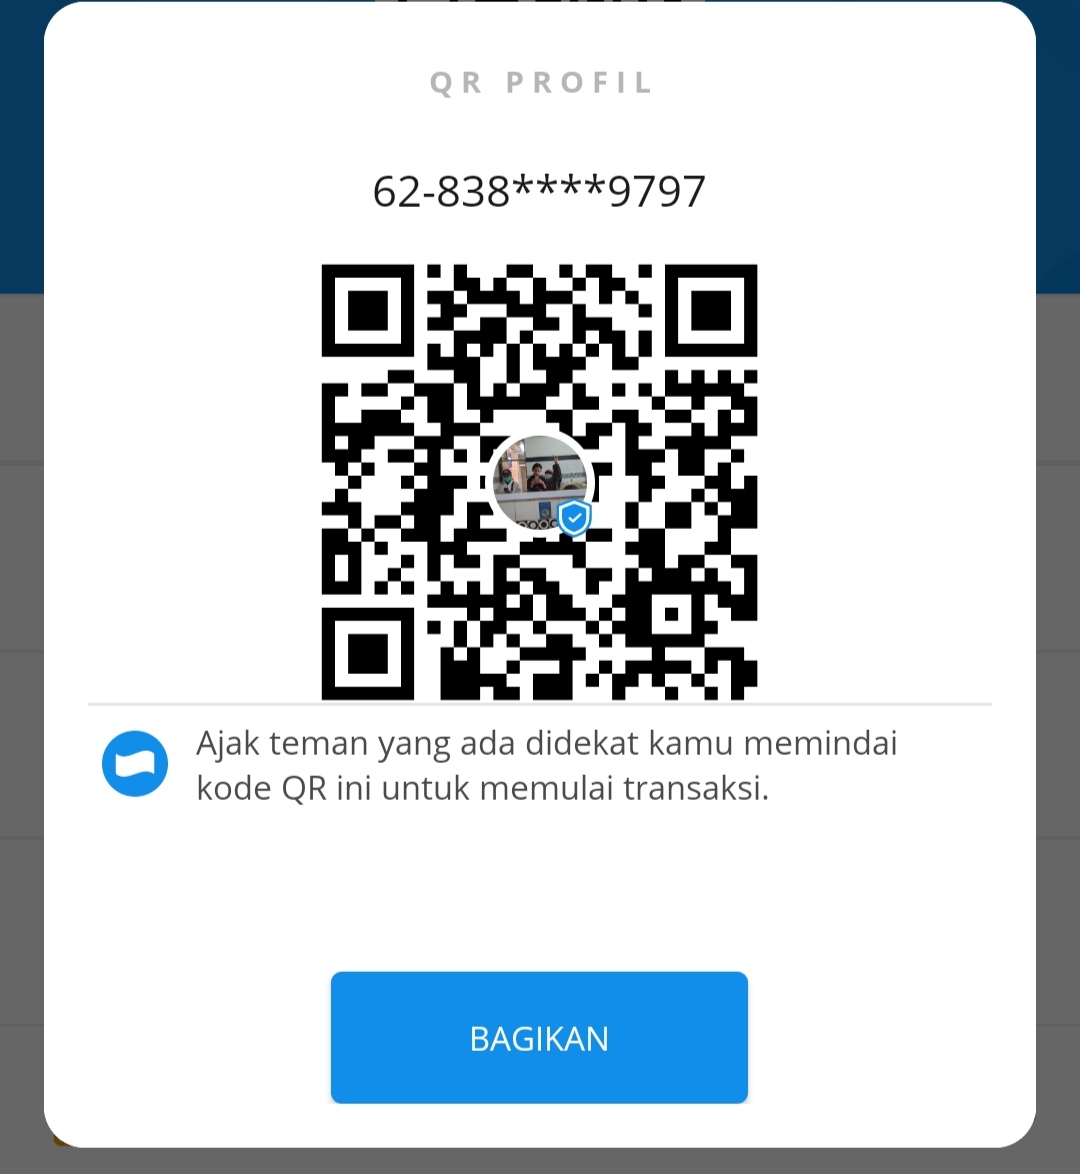 QR PROFIL
62-838****9797
Ajak teman yang ada didekat kamu memindai
kode QR ini untuk memulai transaksi.
BAGIKAN